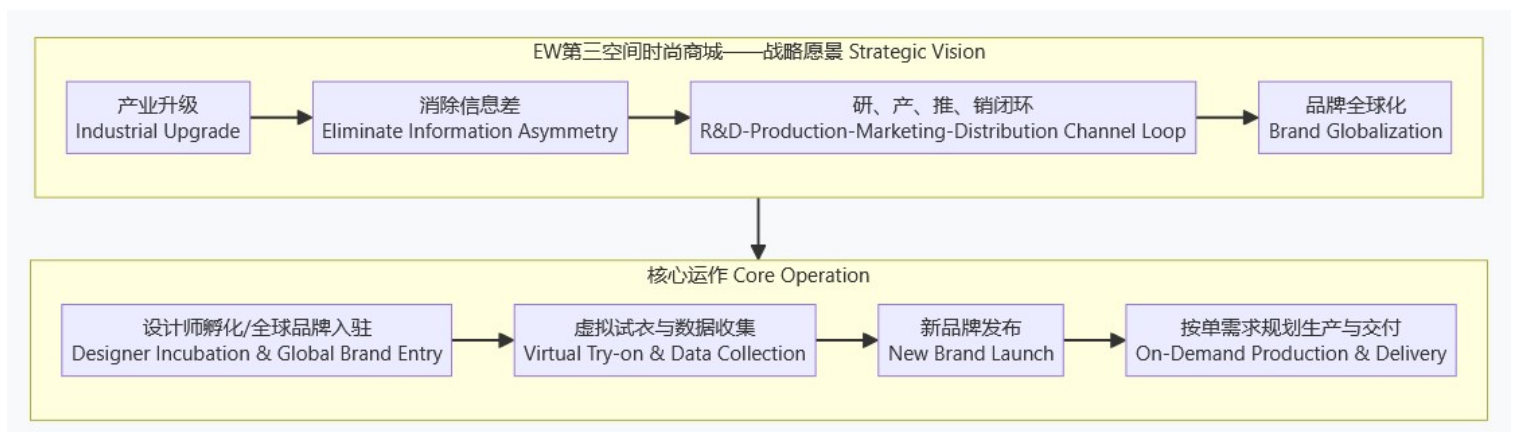 EW第三空间时尚商城——战略愿景 Strategic Vision
产业升级
Industrial Upgrade
消除信息差
Eliminate Information Asymmetry
研、产、推、销闭环
R&D-Production-Marketing-Distribution Channel Loop
品牌全球化
Brand Globalization
核心运作 Core Operation
设计师孵化/全球品牌入驻
Designer Incubation & Global Brand Entry
虚拟试衣与数据收集
Virtual Try-on & Data Collection
新品牌发布
New Brand Launch
按单需求规划生产与交付
On-Demand Production & Delivery